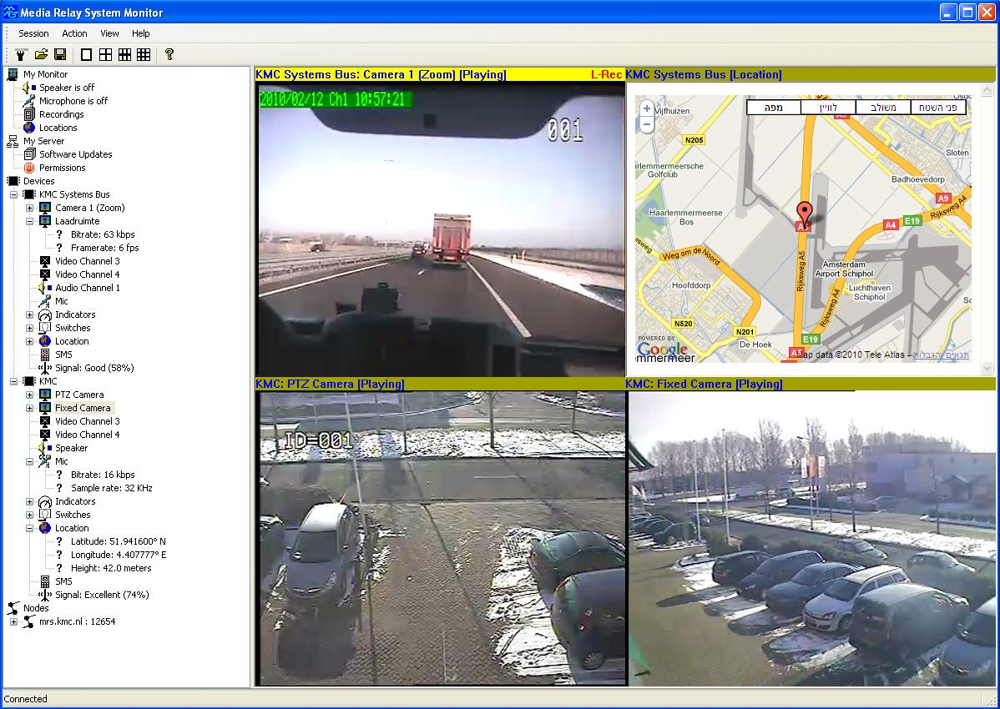 Media Relay System Monitor
Session Action View Help
My Monitor
Speaker is off
Microphone is off
Recordings
Locations
My Server
Software Updates
Permissions
Devices
KMC Systems Bus
Camera 1 (Zoom)
Laadruimte
Bitrate: 63 kbps
Framerate: 6 fps
Video Channel 3
Video Channel 4
Audio Channel 1
Mic
Indicators
Switches
Location
SMS
Signal: Good (58%)
KMC
PTZ Camera
Fixed Camera
Video Channel 3
Video Channel 4
Speaker
Mic
Bitrate: 16 kbps
Sample rate: 32 KHz
Indicators
Switches
Location
Latitude: 51.941600° N
Longitude: 4.407777° E
Height: 42.0 meters
SMS
Signal: Excellent (74%)
Nodes
mrs.kmc.nl : 12654
KMC Systems Bus: Camera 1 (Zoom) [Playing] L-Rec
2010/02/12 Ch1 10:57:21
001
KMC Systems Bus [Location]
מפה
לוויין
משולב
פני השטח
Vijfhuizen
N205
Sloten
Badhoevedorp
arlemmermeersche
Golfclub
A9
Rijksweg A4
Haarlemmermeerse
Bos
A4
E19
Weg om de Noord
Rijksweg A5
Amsterdam
Airport Schiphol
Luchthaven
Schiphol
Hoofddorp
Rijksweg A4
N520
N201
E19
De Hoek
POWERED BY
Google
emmermeer
Map data ©2010 Tele Atlas - תנאים והגבלות
KMC: PTZ Camera [Playing]
ID=001
KMC: Fixed Camera [Playing]
Connected